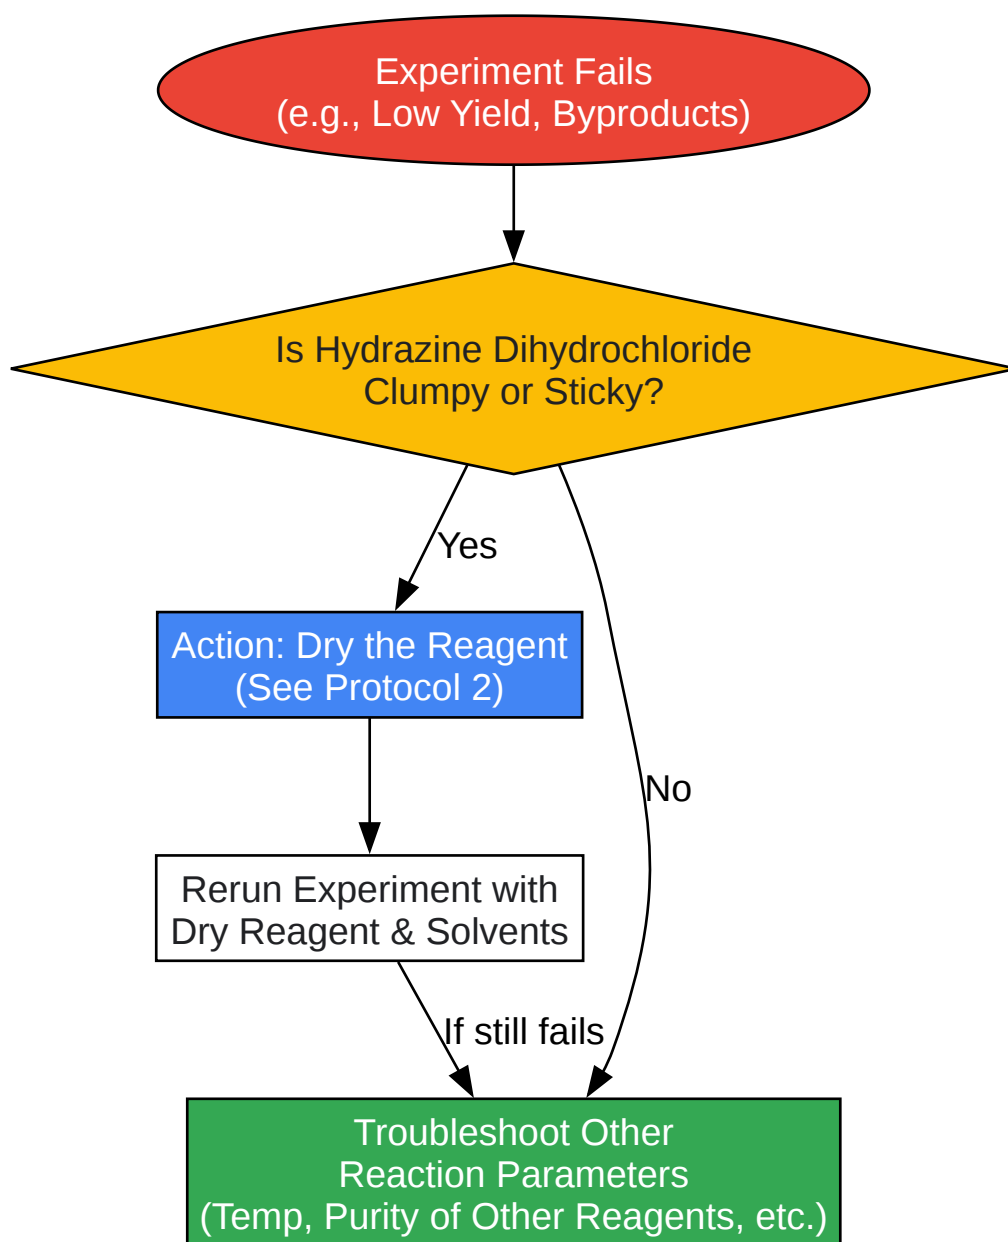 Experiment Fails
(e.g., Low Yield, Byproducts)
Is Hydrazine Dihydrochloride
Clumpy or Sticky?
Yes
Action: Dry the Reagent
(See Protocol 2)
No
Rerun Experiment with
Dry Reagent & Solvents
If still fails
Troubleshoot Other
Reaction Parameters
(Temp, Purity of Other Reagents, etc.)